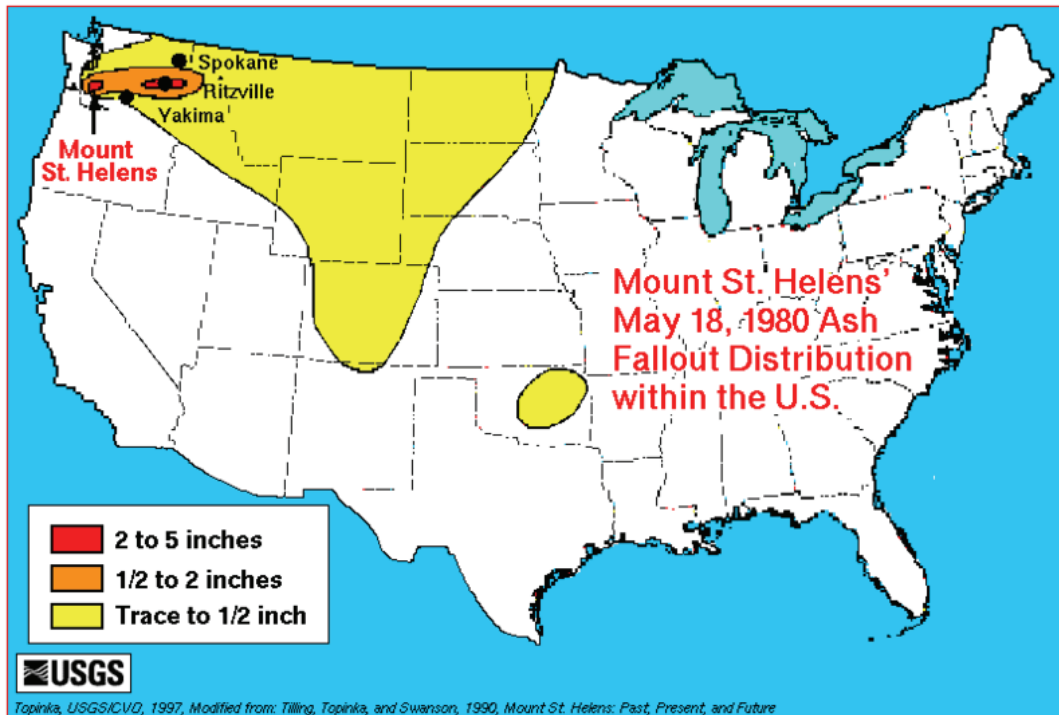 Spokane
Ritzville
Yakima
Mount
St. Helens
Mount St. Helens’
May 18, 1980 Ash
Fallout Distribution
within the U.S.
2 to 5 inches
1/2 to 2 inches
Trace to 1/2 inch
USGS
Topinka, USGS/CVO, 1997, Modified from: Tilling, Topinka, and Swanson, 1990, Mount St. Helens: Past, Present, and Future